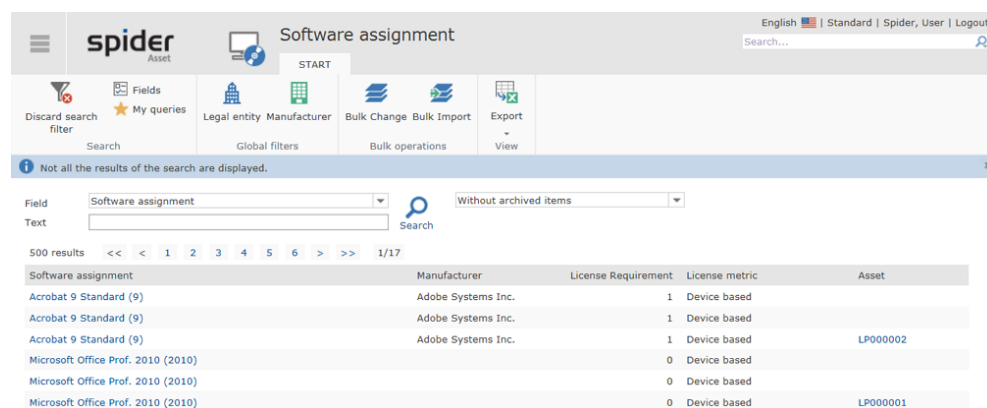 English | Standard | Spider, User | Logout
spider
Asset
Software assignment
Search...
START
Discard search filter
Fields
My queries
Legal entity
Manufacturer
Bulk Change
Bulk Import
Export
Search
Global filters
Bulk operations
View
Not all the results of the search are displayed.
Field
Software assignment
Without archived items
Text
Search
500 results << < 1 2 3 4 5 6 > >> 1/17
Software assignment Manufacturer License Requirement License metric Asset
Acrobat 9 Standard (9) Adobe Systems Inc. 1 Device based
Acrobat 9 Standard (9) Adobe Systems Inc. 1 Device based
Acrobat 9 Standard (9) Adobe Systems Inc. 1 Device based LP000002
Microsoft Office Prof. 2010 (2010) 0 Device based
Microsoft Office Prof. 2010 (2010) 0 Device based
Microsoft Office Prof. 2010 (2010) 0 Device based LP000001